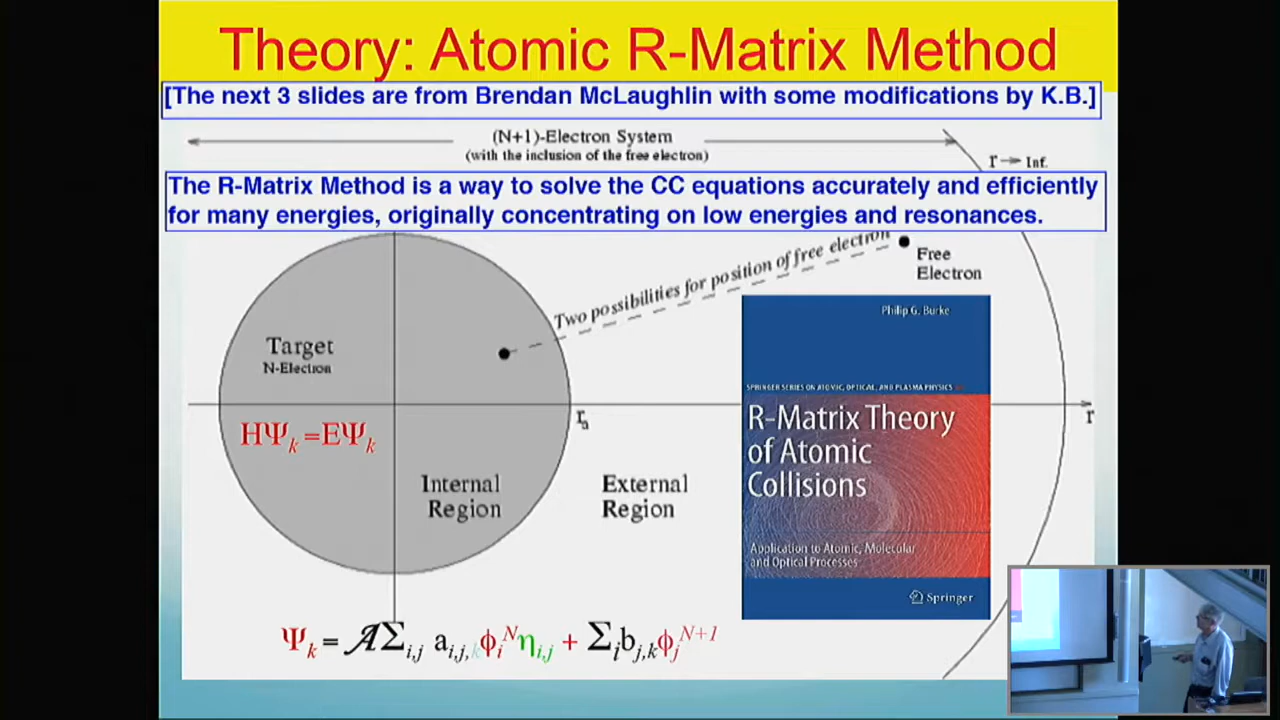 Theory: Atomic R-Matrix Method
[The next 3 slides are from Brendan McLaughlin with some modifications by K.B.]
(N+1)-Electron System
(with the inclusion of the free electron)
r → Inf.
The R-Matrix Method is a way to solve the CC equations accurately and efficiently
for many energies, originally concentrating on low energies and resonances.
Two possibilities for position of free electron
Free
Electron
Target
N-Electron
HΨk=EΨk
ra
r
Internal
Region
External
Region
Philip G. Burke
SPRINGER SERIES ON ATOMIC, OPTICAL, AND PLASMA PHYSICS
R-Matrix Theory
of Atomic
Collisions
Application to Atomic, Molecular
and Optical Processes
Springer
Ψk = 𝒜Σi,j ai,j,k ϕiN ηi,j + Σi bj,k ϕjN+1